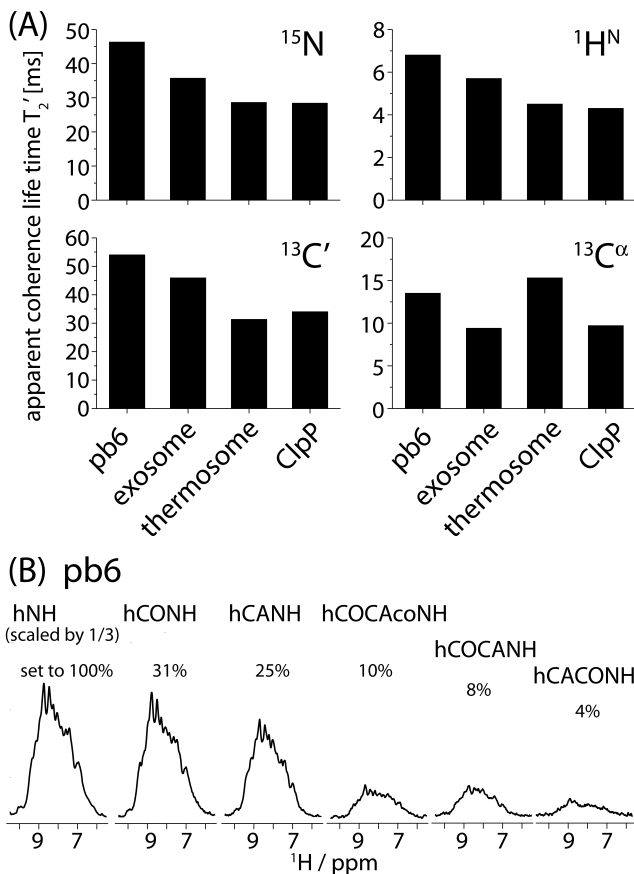 (A)
apparent coherence life time T2′ [ms]
15N
50
40
30
20
10
0
1HN
8
6
4
2
0
13C′
60
50
40
30
20
10
0
13Cα
20
15
10
5
0
pb6
exosome
thermosome
ClpP
pb6
exosome
thermosome
ClpP
(B) pb6
hNH
(scaled by 1/3)
set to 100%
hCONH
31%
hCANH
25%
hCOCAcoNH
10%
hCOCANH
8%
hCACONH
4%
9 7 9 7 9 7 9 7 9 7 9 7
1H / ppm